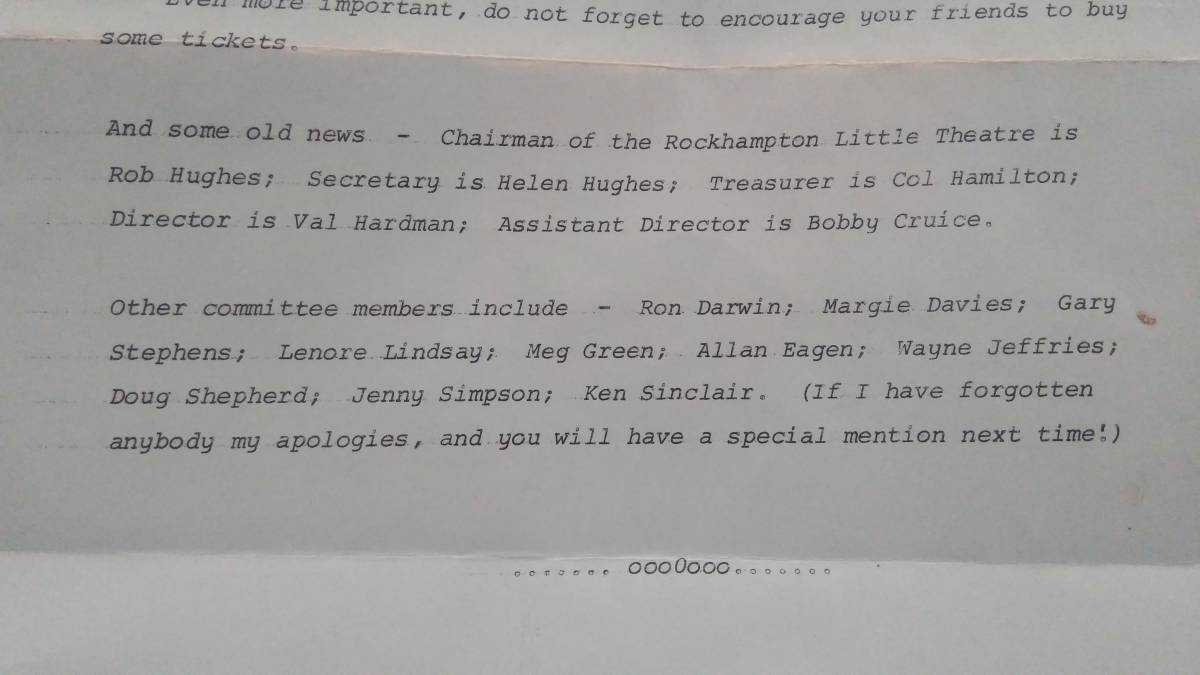 Even more important, do not forget to encourage your friends to buy
some tickets.
And some old news - Chairman of the Rockhampton Little Theatre is
Rob Hughes; Secretary is Helen Hughes; Treasurer is Col Hamilton;
Director is Val Hardman; Assistant Director is Bobby Cruice.
Other committee members include - Ron Darwin; Margie Davies; Gary
Stephens; Lenore Lindsay; Meg Green; Allan Eagen; Wayne Jeffries;
Doug Shepherd; Jenny Simpson; Ken Sinclair. (If I have forgotten
anybody my apologies, and you will have a special mention next time!)
....... ooo0ooo.......